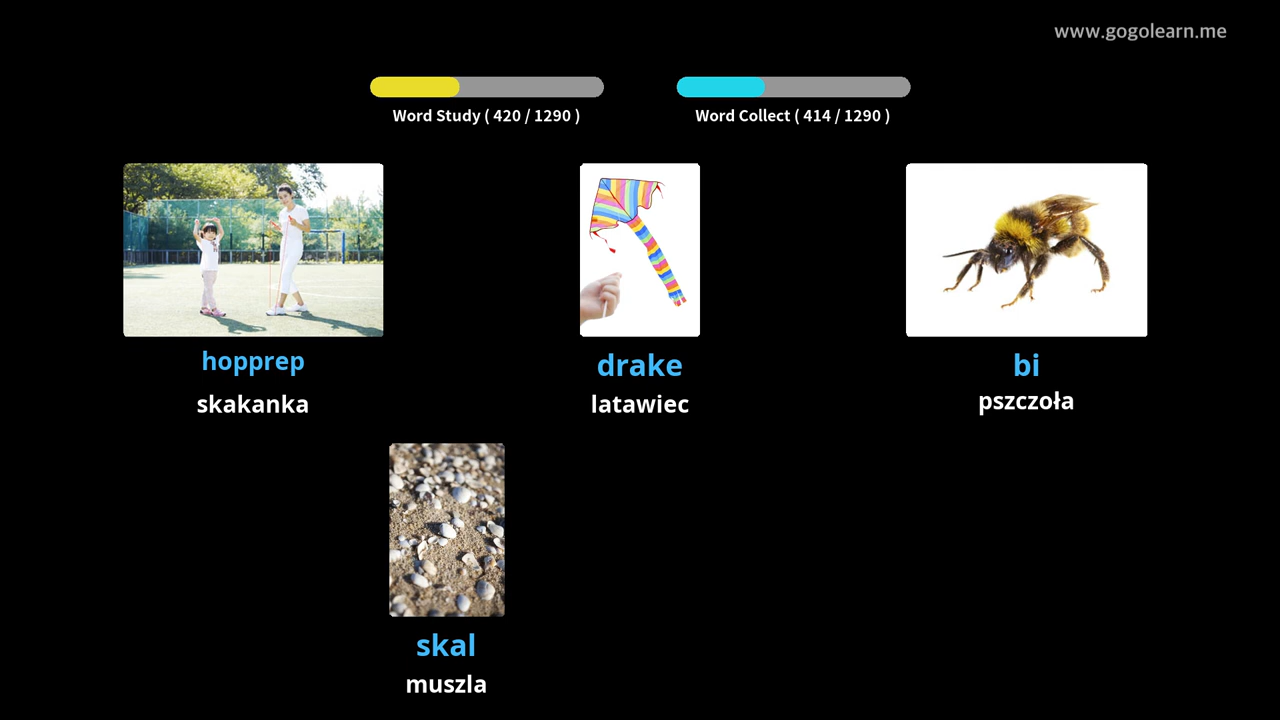 www.gogolearn.me
Word Study ( 420 / 1290 )
Word Collect ( 414 / 1290 )
hopprep
drake
bi
skakanka
latawiec
pszczoła
skal
muszla